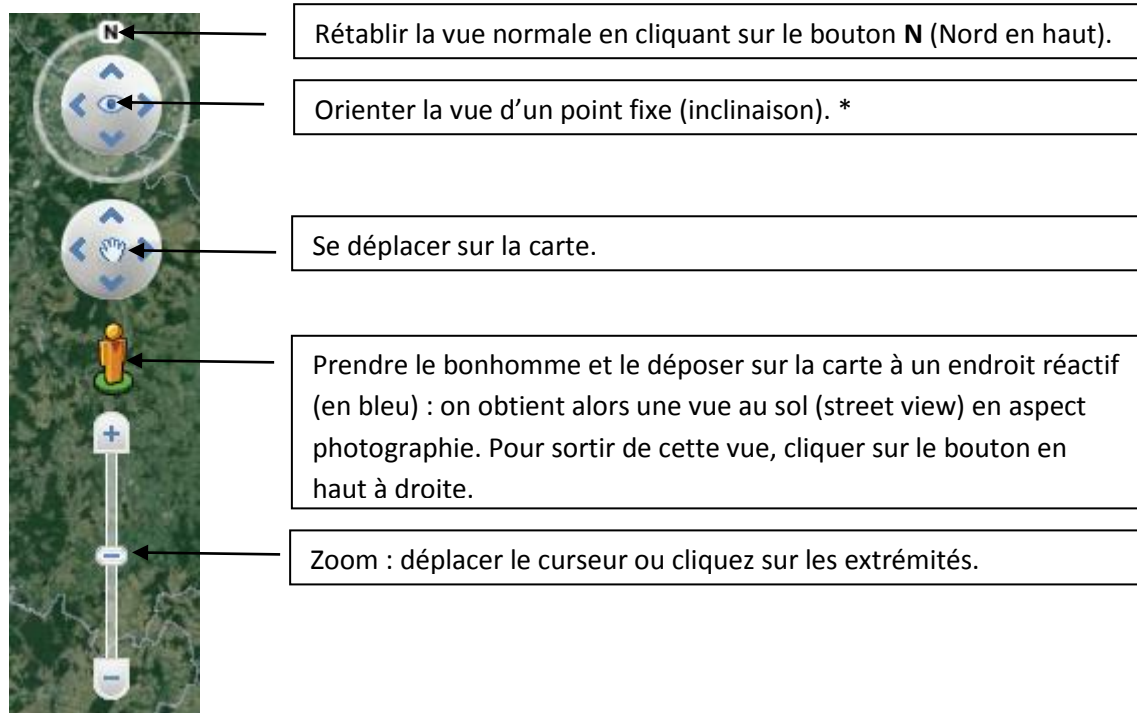 N
Rétablir la vue normale en cliquant sur le bouton N (Nord en haut).
Orienter la vue d’un point fixe (inclinaison). *
Se déplacer sur la carte.
Prendre le bonhomme et le déposer sur la carte à un endroit réactif
(en bleu) : on obtient alors une vue au sol (street view) en aspect
photographie. Pour sortir de cette vue, cliquer sur le bouton en
haut à droite.
Zoom : déplacer le curseur ou cliquez sur les extrémités.